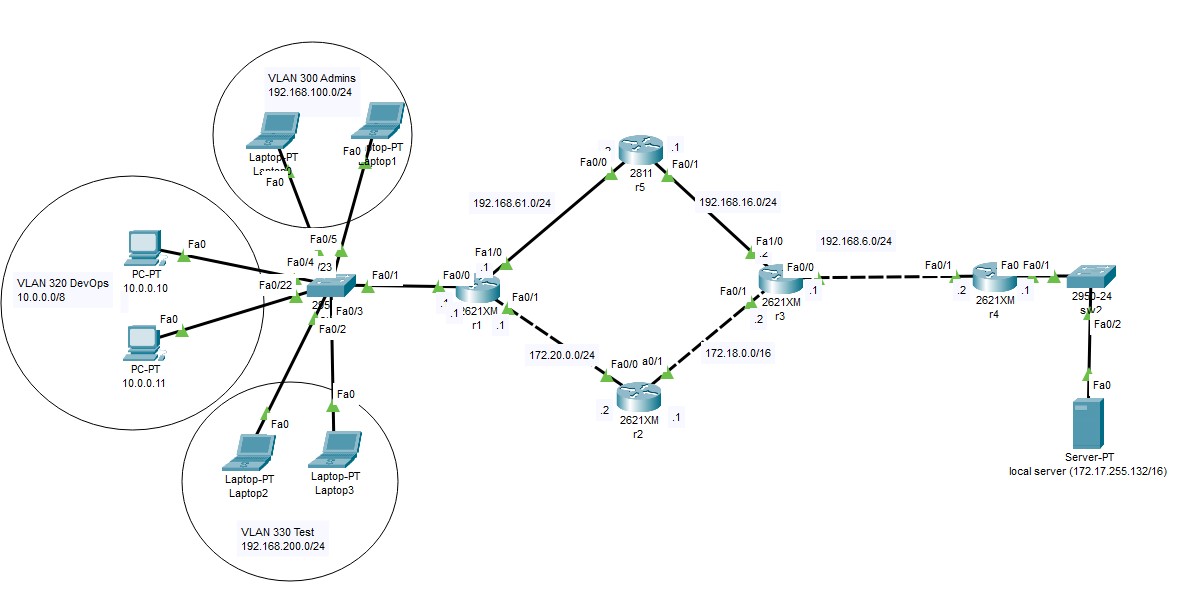 VLAN 300 Admins
192.168.100.0/24
Laptop-PT
Fa0
Fa0
VLAN 320 DevOps
10.0.0.0/8
PC-PT
10.0.0.10
Fa0
PC-PT
10.0.0.11
Fa0
Fa0/5
Fa0/4
/23
Fa0/22
Fa0/1
Fa0/3
Fa0/2
Fa0
Laptop-PT
Laptop2
Fa0
Laptop-PT
Laptop3
VLAN 330 Test
192.168.200.0/24
Fa0/0
Fa1/0
.1
.1
.1
.1
Fa0/1
2621XM
r1
192.168.61.0/24
Fa0/0
.1
Fa0/1
2811
r5
192.168.16.0/24
172.20.0.0/24
Fa0/0
a0/1
.2
.1
2621XM
r2
172.18.0.0/16
Fa1/0
.2
Fa0/0
.1
Fa0/1
.2
2621XM
r3
192.168.6.0/24
Fa0/1
.2
Fa0
.1
2621XM
r4
Fa0/1
2950-24
sw2
Fa0/2
Fa0
Server-PT
local server (172.17.255.132/16)